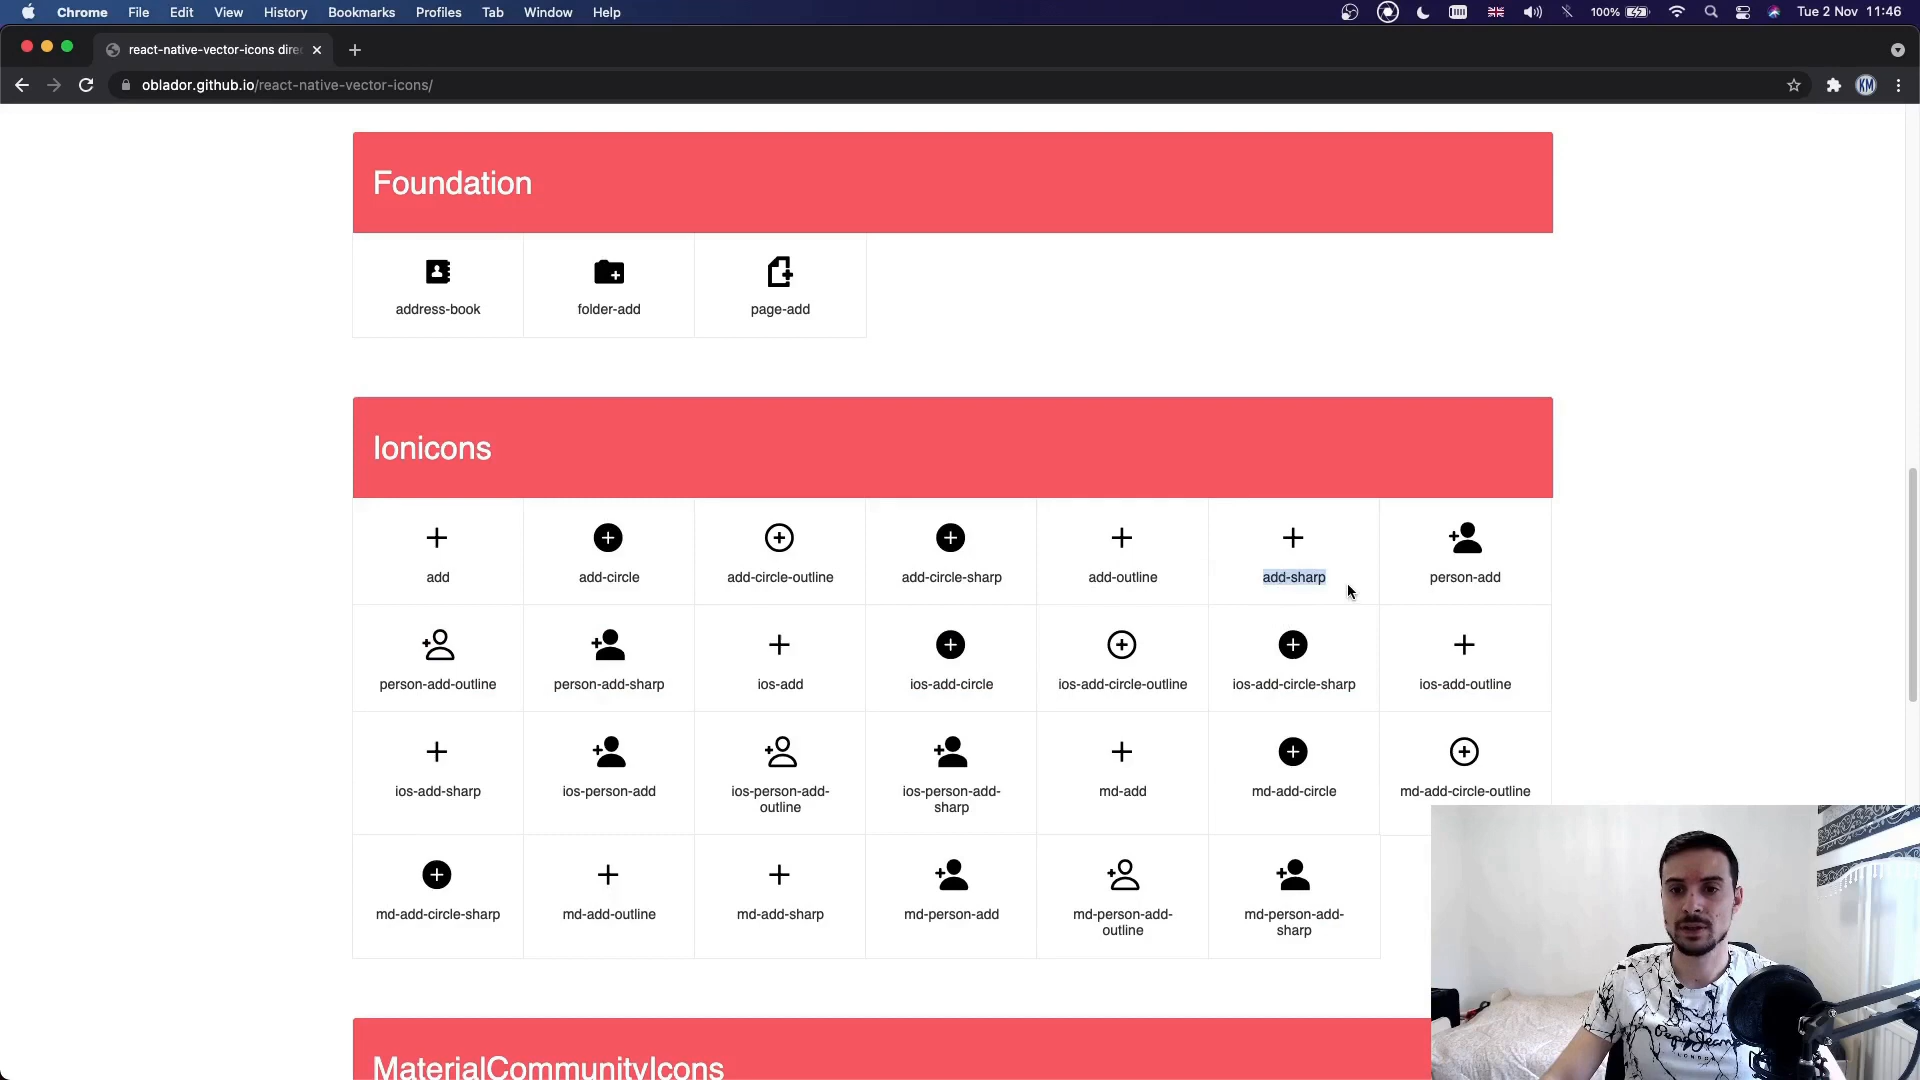 Chrome File Edit View History Bookmarks Profiles Tab Window Help 100% Tue 2 Nov 11:46
react-native-vector-icons dire
oblador.github.io/react-native-vector-icons/ KM
Foundation
address-book folder-add page-add
Ionicons
add add-circle add-circle-outline add-circle-sharp add-outline add-sharp person-add
person-add-outline person-add-sharp ios-add ios-add-circle ios-add-circle-outline ios-add-circle-sharp ios-add-outline
ios-add-sharp ios-person-add ios-person-add-outline ios-person-add-sharp md-add md-add-circle md-add-circle-outline
md-add-circle-sharp md-add-outline md-add-sharp md-person-add md-person-add-outline md-person-add-sharp
MaterialCommunityIcons
Pepe Jeans
LONDON